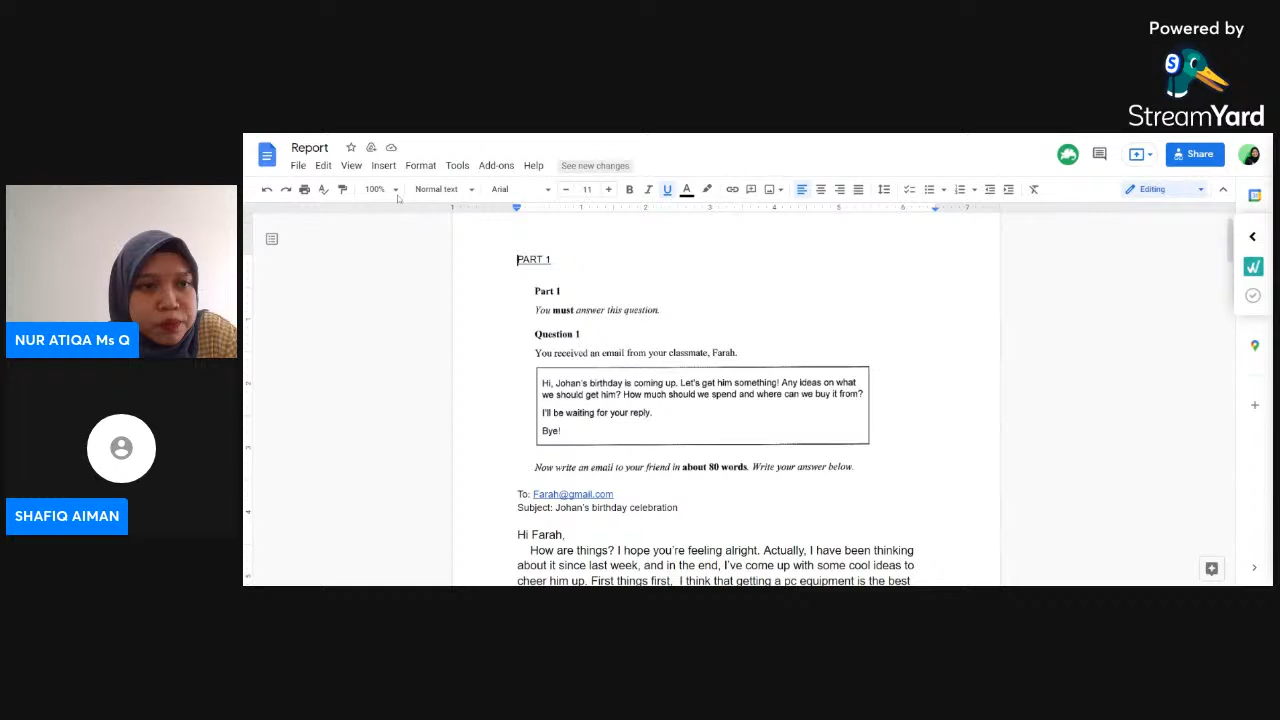 Powered by
StreamYard
Report
File Edit View Insert Format Tools Add-ons Help See new changes
Share
100% Normal text Arial 11 Editing
1 1 2 3 4 5 6 7
PART 1
Part 1
You must answer this question.
Question 1
You received an email from your classmate, Farah.
Hi, Johan's birthday is coming up. Let's get him something! Any ideas on what
we should get him? How much should we spend and where can we buy it from?
I'll be waiting for your reply.
Bye!
Now write an email to your friend in about 80 words. Write your answer below.
To: Farah@gmail.com
Subject: Johan's birthday celebration
Hi Farah,
How are things? I hope you're feeling alright. Actually, I have been thinking
about it since last week, and in the end, I've come up with some cool ideas to
cheer him up. First things first, I think that getting a pc equipment is the best
NUR ATIQA Ms Q
SHAFIQ AIMAN